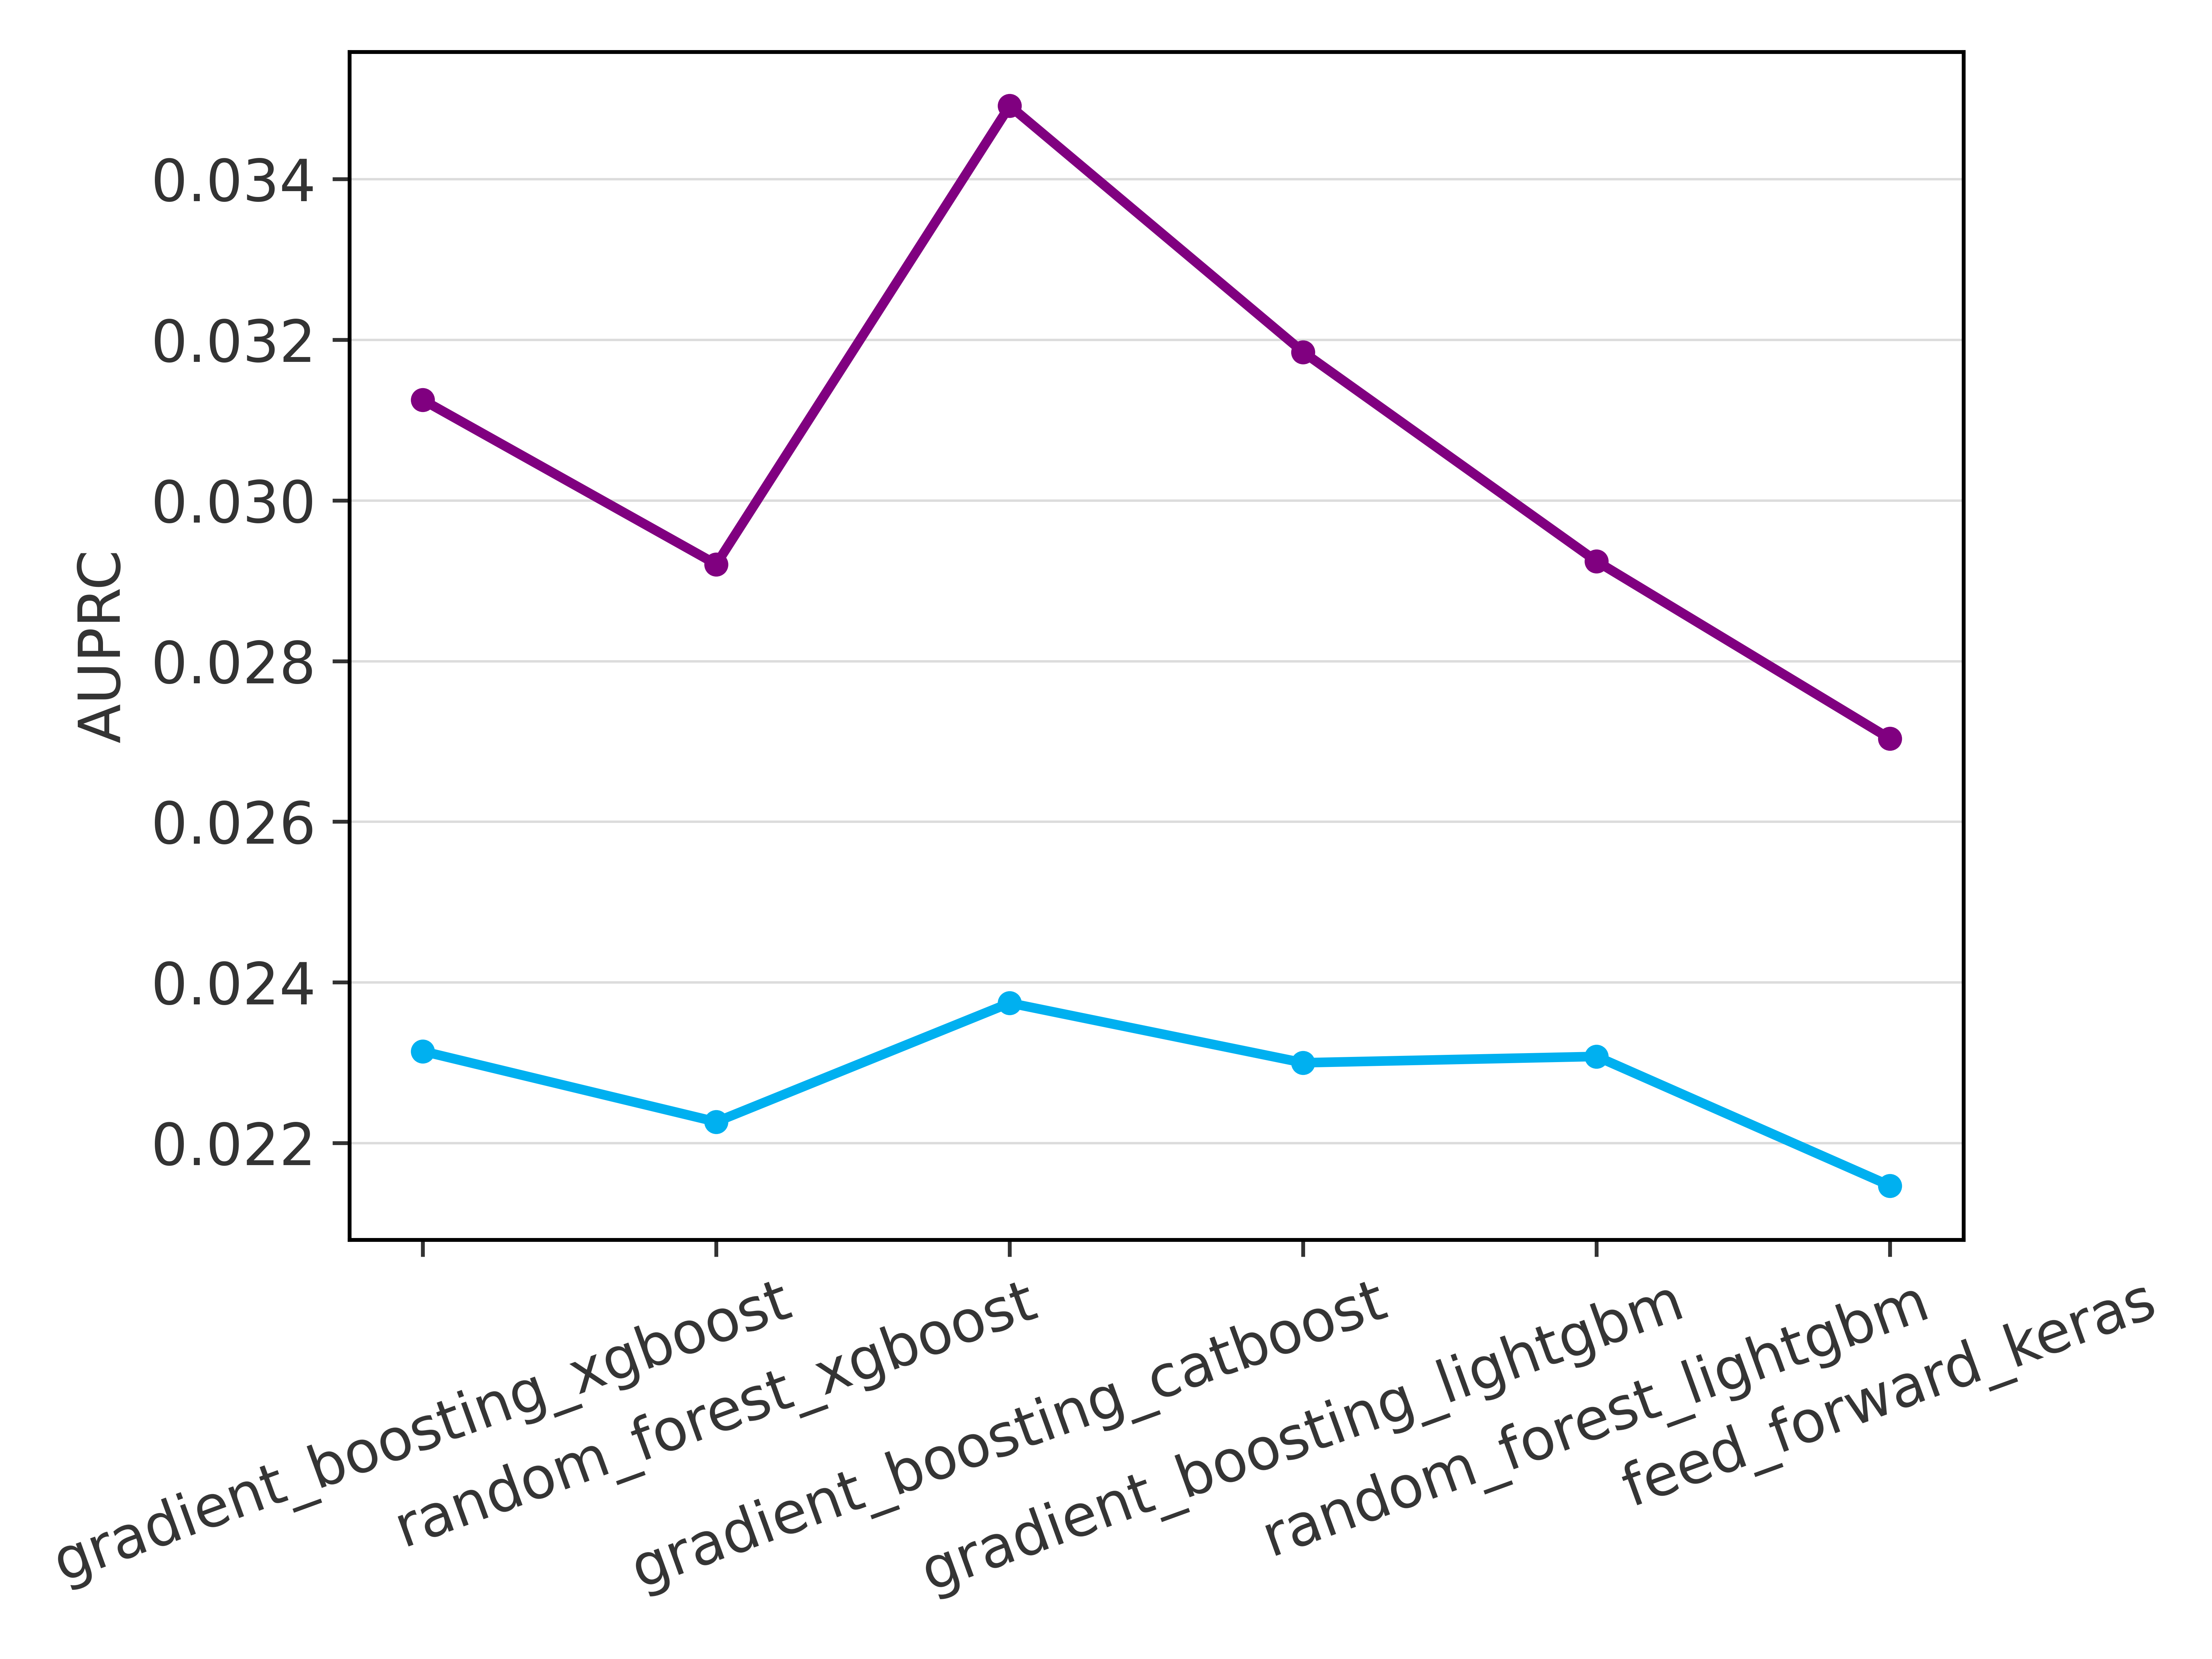 0.034
0.032
0.030
0.028
0.026
0.024
0.022
AUPRC
gradient_boosting_xgboost
random_forest_xgboost
gradient_boosting_catboost
gradient_boosting_lightgbm
random_forest_lightgbm
feed_forward_keras